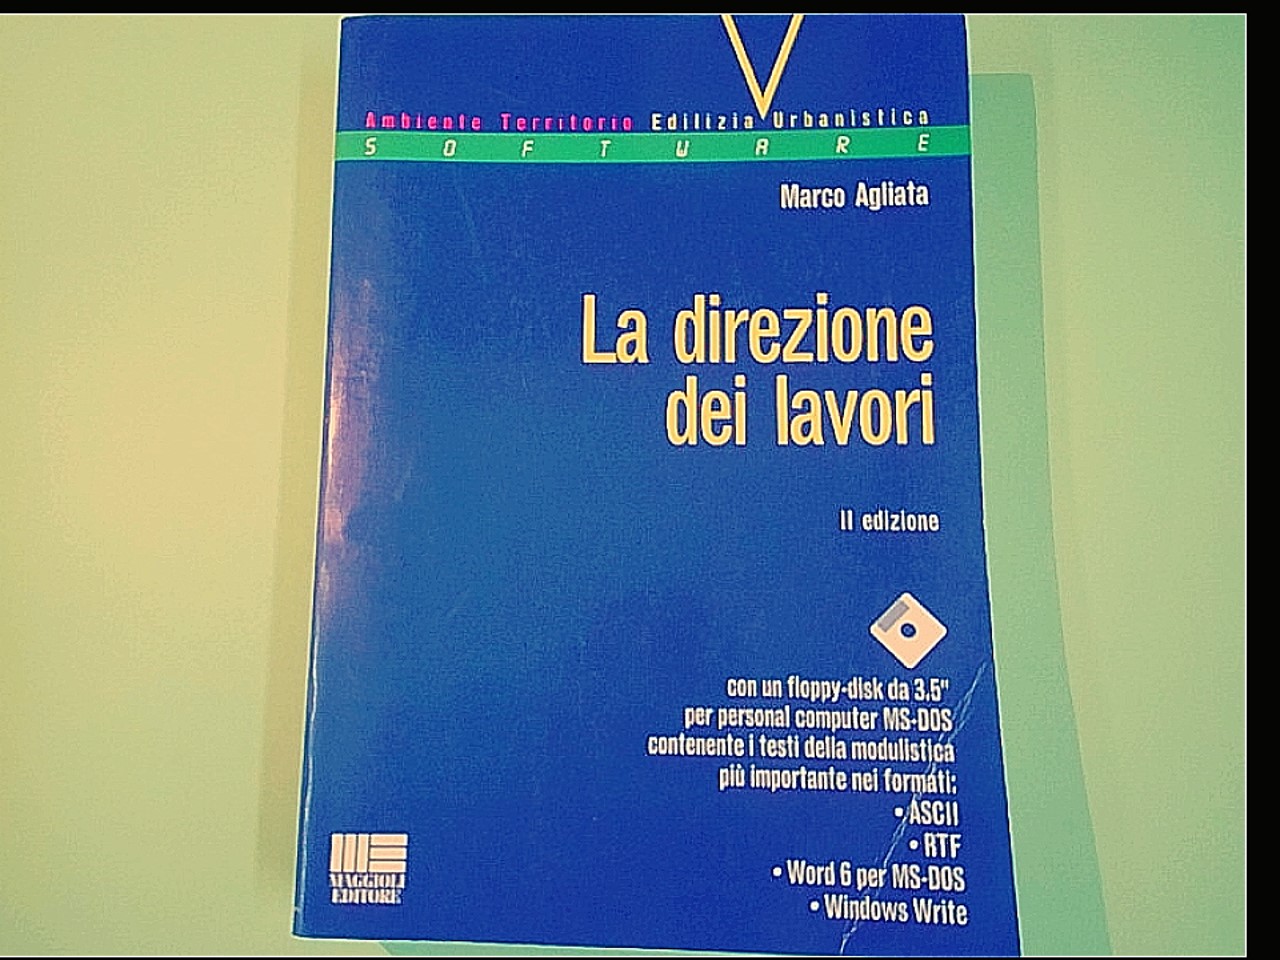 Ambiente Territorio Edilizia Urbanistica
SOFTWARE
Marco Agliata
La direzione
dei lavori
II edizione
con un floppy-disk da 3,5"
per personal computer MS-DOS
contenente i testi della modulistica
più importante nei formati:
• ASCII
• RTF
• Word 6 per MS-DOS
• Windows Write
MAGGIOLI
EDITORE